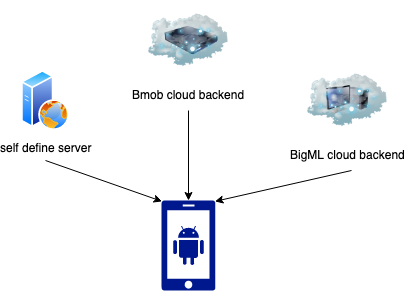 Bmob cloud backend
self define server
BigML cloud backend